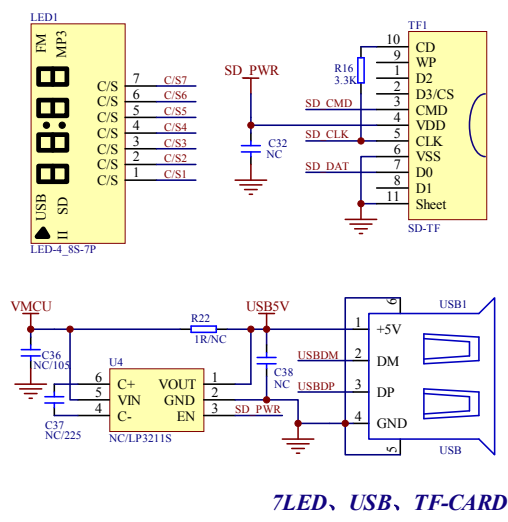 LED1
FM
MP3
USB
SD
II
C/S 7 C/S7
C/S 6 C/S6
C/S 5 C/S5
C/S 4 C/S4
C/S 3 C/S3
C/S 2 C/S2
C/S 1 C/S1
LED-4_8S-7P
SD_PWR
C32
NC
R16
3.3K
SD_CMD
SD_CLK
SD_DAT
TF1
10 CD
9 WP
1 D2
2 D3/CS
3 CMD
4 VDD
5 CLK
6 VSS
7 D0
8 D1
11 Sheet
SD-TF
VMCU
C36
NC/105
C37
NC/225
U4
6 C+ VOUT 1
5 VIN GND 2
4 C- EN 3
NC/LP3211S
SD_PWR
R22
1R/NC
USB5V
C38
NC
USBDM
USBDP
USB1
6
1 +5V
2 DM
3 DP
4 GND
5
USB
7LED、USB、TF-CARD